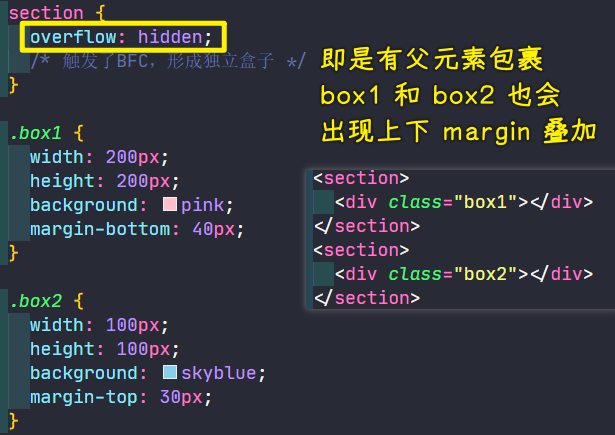 section {
overflow: hidden;
/* 触发了BFC，形成独立盒子 */
}
.box1 {
width: 200px;
height: 200px;
background: pink;
margin-bottom: 40px;
}
.box2 {
width: 100px;
height: 100px;
background: skyblue;
margin-top: 30px;
}
即是有父元素包裹
box1 和 box2 也会
出现上下 margin 叠加
<section>
<div class="box1"></div>
</section>
<section>
<div class="box2"></div>
</section>